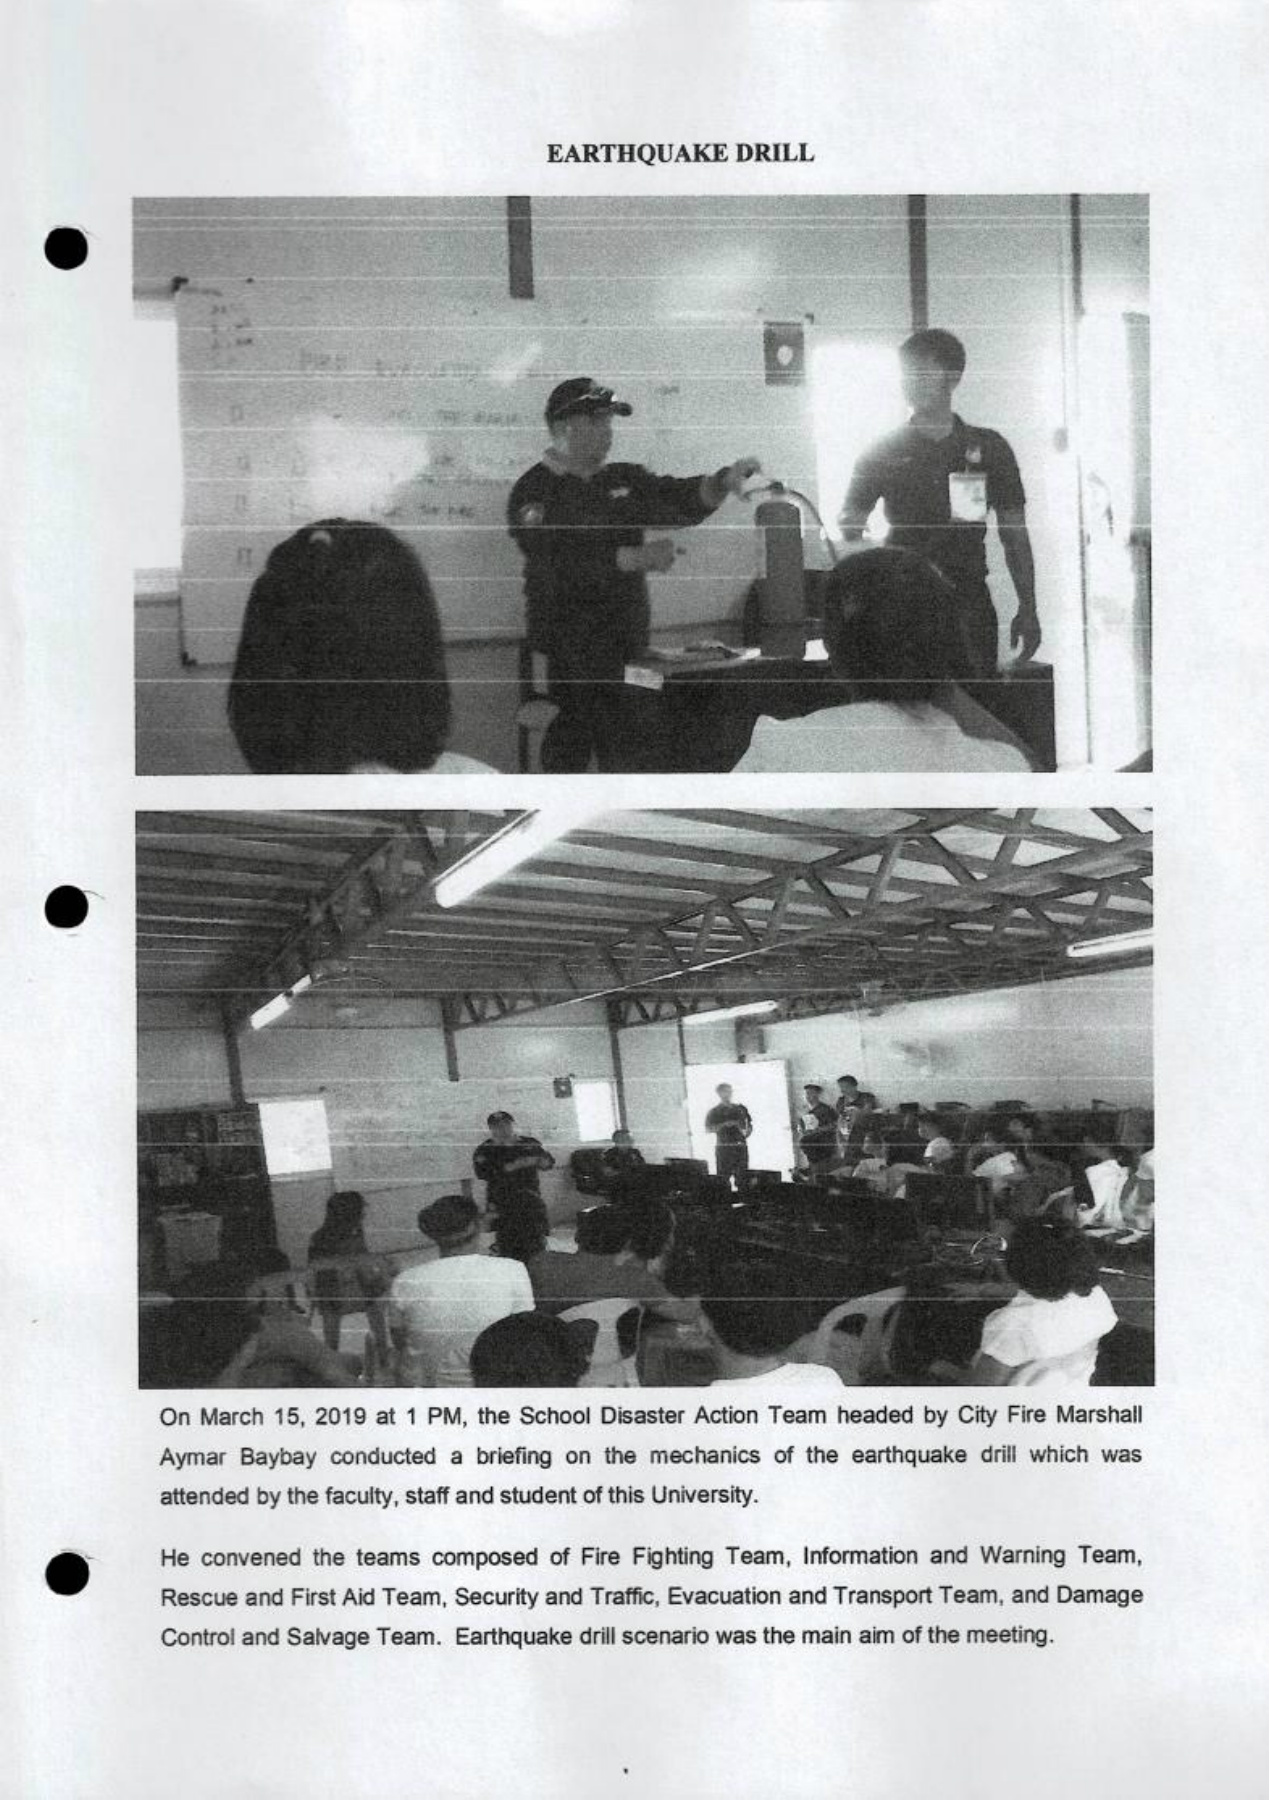 EARTHQUAKE DRILL
On March 15, 2019 at 1 PM, the School Disaster Action Team headed by City Fire Marshall
Aymar Baybay conducted a briefing on the mechanics of the earthquake drill which was
attended by the faculty, staff and student of this University.
He convened the teams composed of Fire Fighting Team, Information and Warning Team,
Rescue and First Aid Team, Security and Traffic, Evacuation and Transport Team, and Damage
Control and Salvage Team. Earthquake drill scenario was the main aim of the meeting.